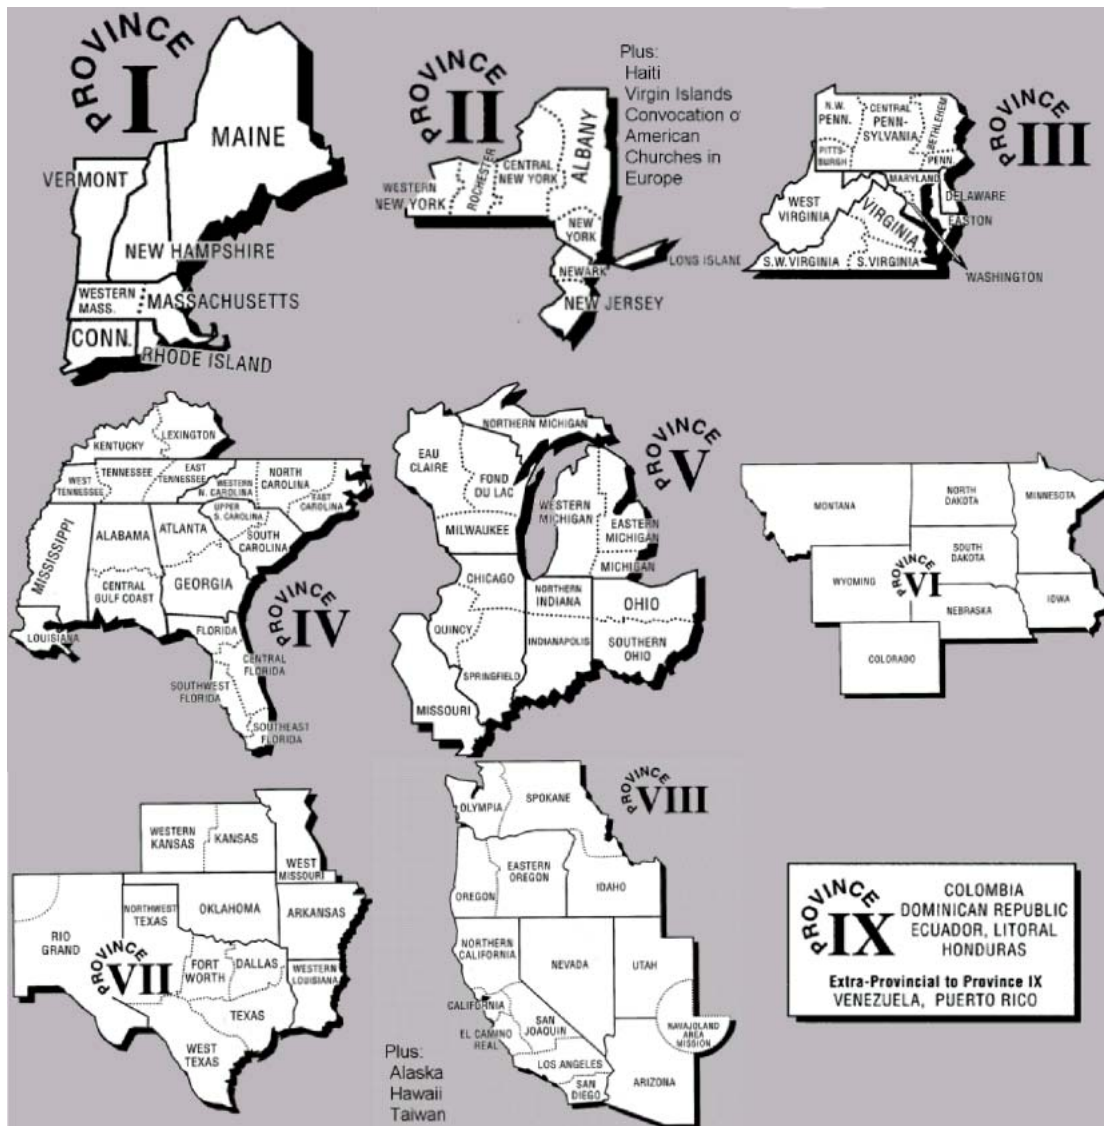 PROVINCE
I
MAINE
VERMONT
NEW HAMPSHIRE
WESTERN
MASS.
MASSACHUSETTS
CONN.
RHODE ISLAND
PROVINCE
II
Plus:
Haiti
Virgin Islands
Convocation o
American
Churches in
Europe
ALBANY
CENTRAL
NEW YORK
ROCHESTER
WESTERN
NEW YORK
NEW
YORK
LONG ISLAND
NEWARK
NEW JERSEY
PROVINCE
III
N.W.
PENN.
CENTRAL
PENN-
SYLVANIA
BETHLEHEM
PITTS-
BURGH
PENN.
MARYLAND
DELAWARE
EASTON
WEST
VIRGINIA
VIRGINIA
S.W. VIRGINIA
S. VIRGINIA
WASHINGTON
PROVINCE
IV
KENTUCKY
LEXINGTON
WEST
TENNESSEE
TENNESSEE
EAST
TENNESSEE
WESTERN
N. CAROLINA
NORTH
CAROLINA
EAST
CAROLINA
UPPER
S. CAROLINA
SOUTH
CAROLINA
MISSISSIPPI
ALABAMA
ATLANTA
CENTRAL
GULF COAST
GEORGIA
LOUISIANA
FLORIDA
CENTRAL
FLORIDA
SOUTHWEST
FLORIDA
SOUTHEAST
FLORIDA
PROVINCE
V
NORTHERN MICHIGAN
EAU
CLAIRE
FOND
DU LAC
MILWAUKEE
WESTERN
MICHIGAN
EASTERN
MICHIGAN
MICHIGAN
CHICAGO
QUINCY
SPRINGFIELD
NORTHERN
INDIANA
INDIANAPOLIS
OHIO
SOUTHERN
OHIO
MISSOURI
PROVINCE
VI
MONTANA
NORTH
DAKOTA
MINNESOTA
SOUTH
DAKOTA
WYOMING
NEBRASKA
IOWA
COLORADO
PROVINCE
VII
WESTERN
KANSAS
KANSAS
WEST
MISSOURI
RIO
GRAND
NORTHWEST
TEXAS
OKLAHOMA
ARKANSAS
FORT
WORTH
DALLAS
WESTERN
LOUISIANA
TEXAS
WEST
TEXAS
PROVINCE
VIII
OLYMPIA
SPOKANE
OREGON
EASTERN
OREGON
IDAHO
NORTHERN
CALIFORNIA
NEVADA
UTAH
CALIFORNIA
EL CAMINO
REAL
SAN
JOAQUIN
LOS ANGELES
SAN
DIEGO
NAVAJOLAND
AREA
MISSION
ARIZONA
Plus:
Alaska
Hawaii
Taiwan
PROVINCE
IX
COLOMBIA
DOMINICAN REPUBLIC
ECUADOR, LITORAL
HONDURAS
Extra-Provincial to Province IX
VENEZUELA, PUERTO RICO